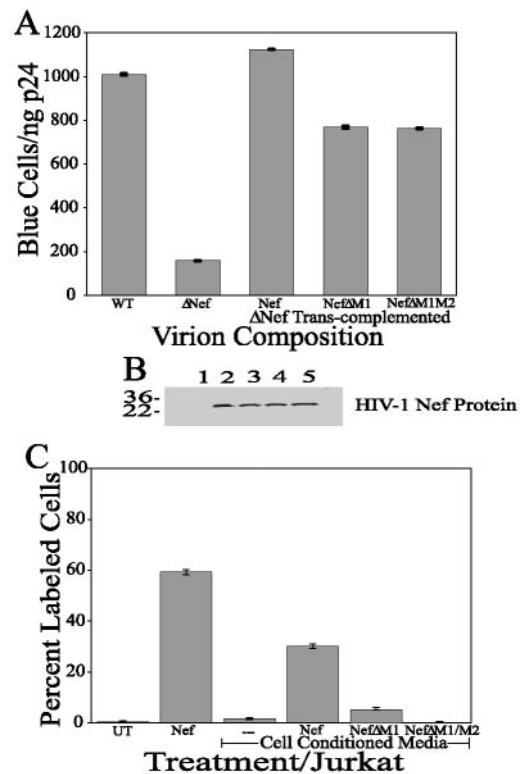 A
1200
1000
800
600
400
200
0
Blue Cells/ng p24
WT ΔNef Nef NefΔM1 NefΔM1M2
ΔNef Trans-complemented
Virion Composition
B
1 2 3 4 5
36-
22-
HIV-1 Nef Protein
C
100
80
60
40
20
0
Percent Labeled Cells
UT Nef --- Nef NefΔM1 NefΔM1/M2
Cell Conditioned Media
Treatment/Jurkat